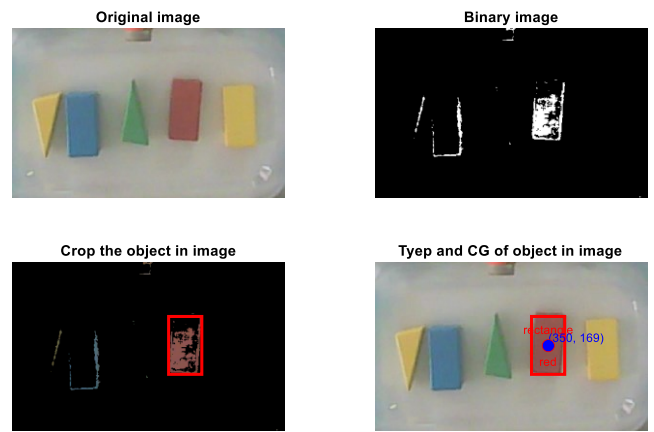 Original image
Binary image
Crop the object in image
Tyep and CG of object in image
rectangle
(350, 169)
red